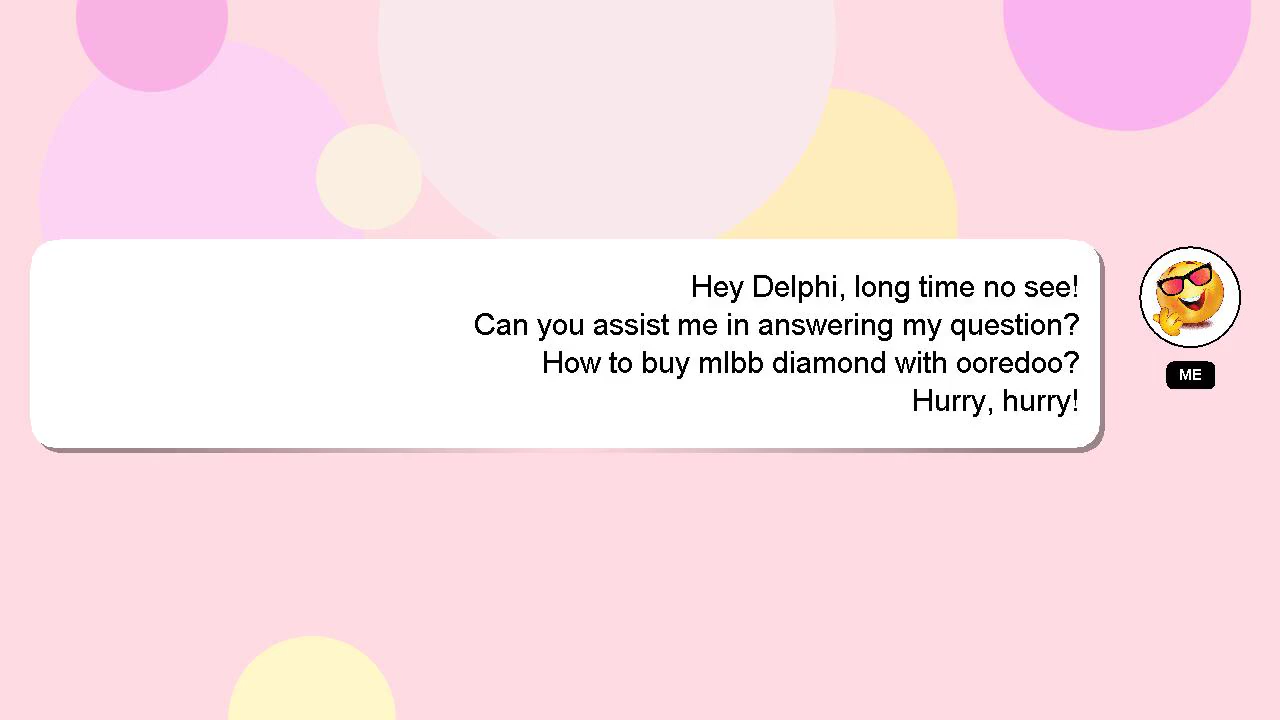 Hey Delphi, long time no see!
Can you assist me in answering my question?
How to buy mlbb diamond with ooredoo?
Hurry, hurry!
ME